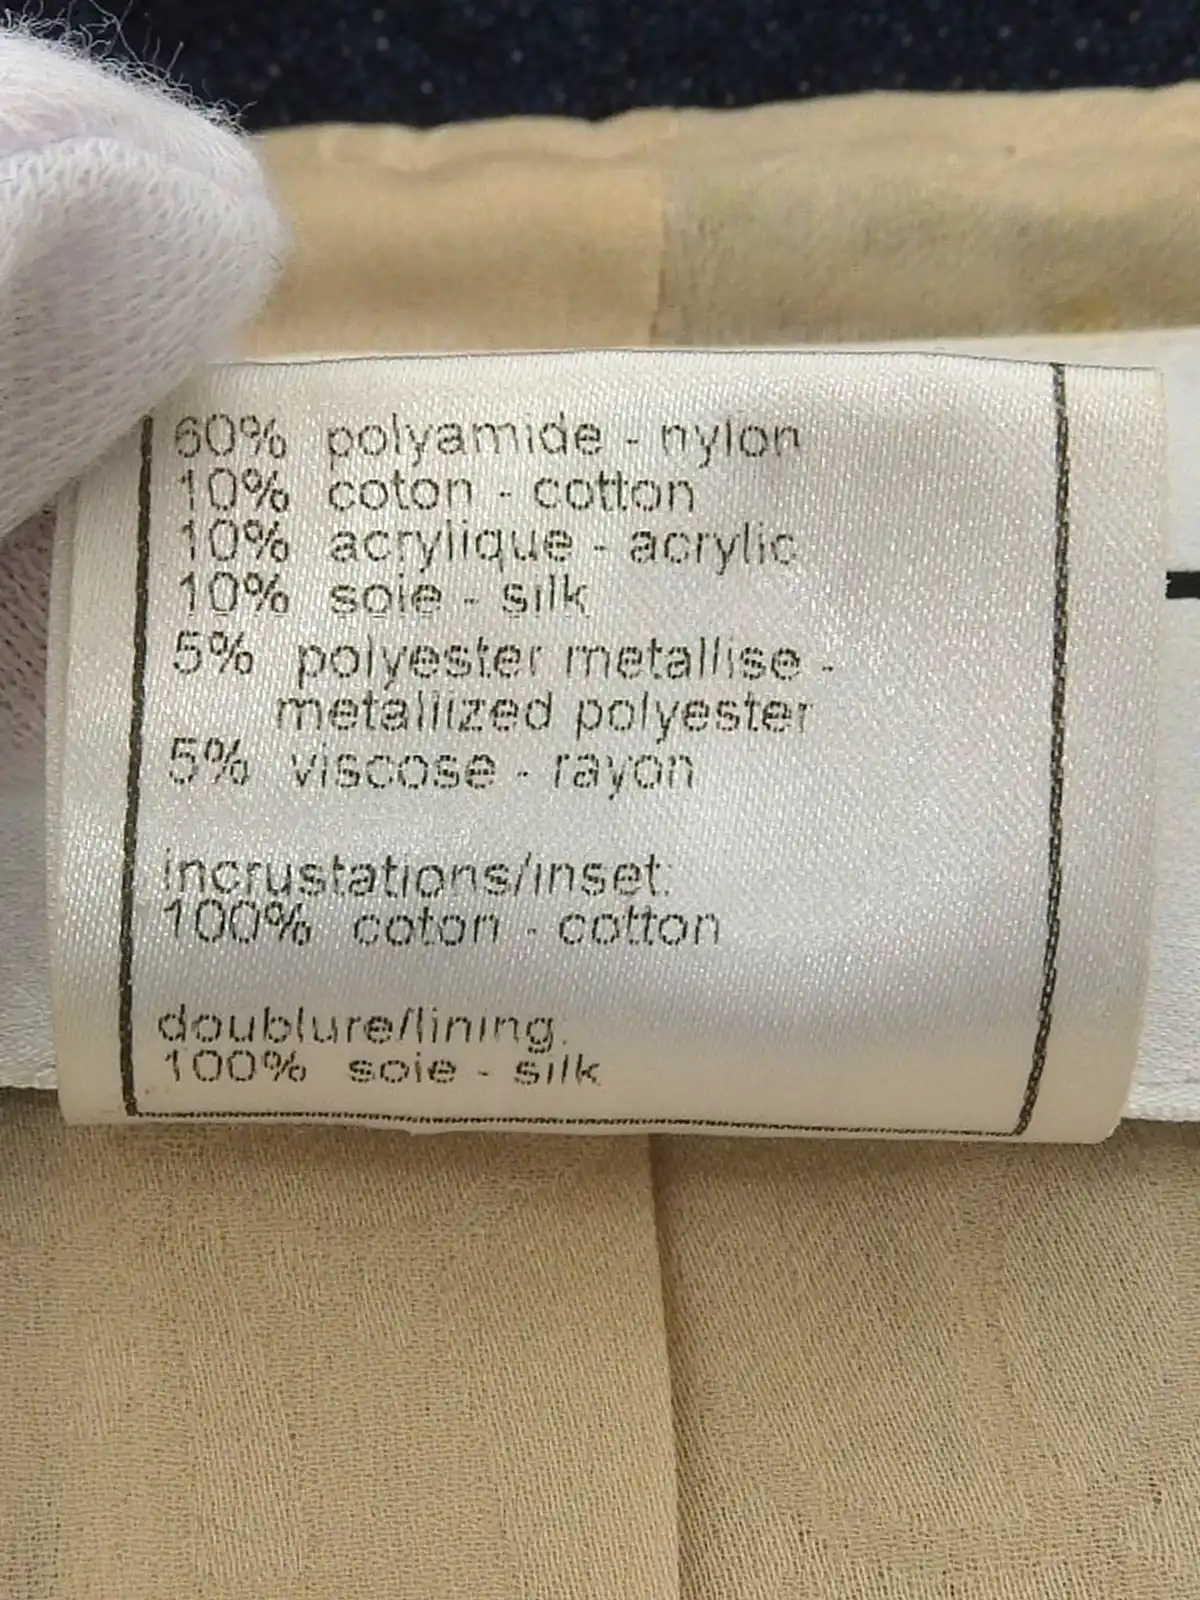 60% polyamide - nylon
10% coton - cotton
10% acrylique - acrylic
10% soie - silk
5% polyester metallise -
metallized polyester
5% viscose - rayon
incrustations/inset:
100% coton - cotton
doublure/lining:
100% soie - silk